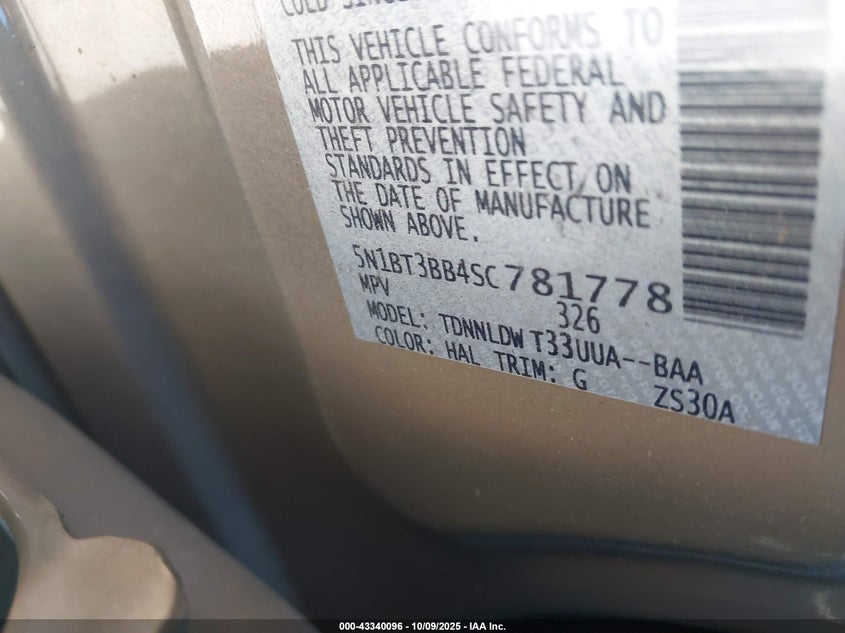 COLD
THIS VEHICLE CONFORMS TO
ALL APPLICABLE FEDERAL
MOTOR VEHICLE SAFETY AND
THEFT PREVENTION
STANDARDS IN EFFECT ON
THE DATE OF MANUFACTURE
SHOWN ABOVE.
5N1BT3BB4SC781778
MPV 326
MODEL: TDNNLDW T33UUA--BAA
COLOR: HAL TRIM: G ZS30A
000-43340096 - 10/09/2025 - IAA Inc.